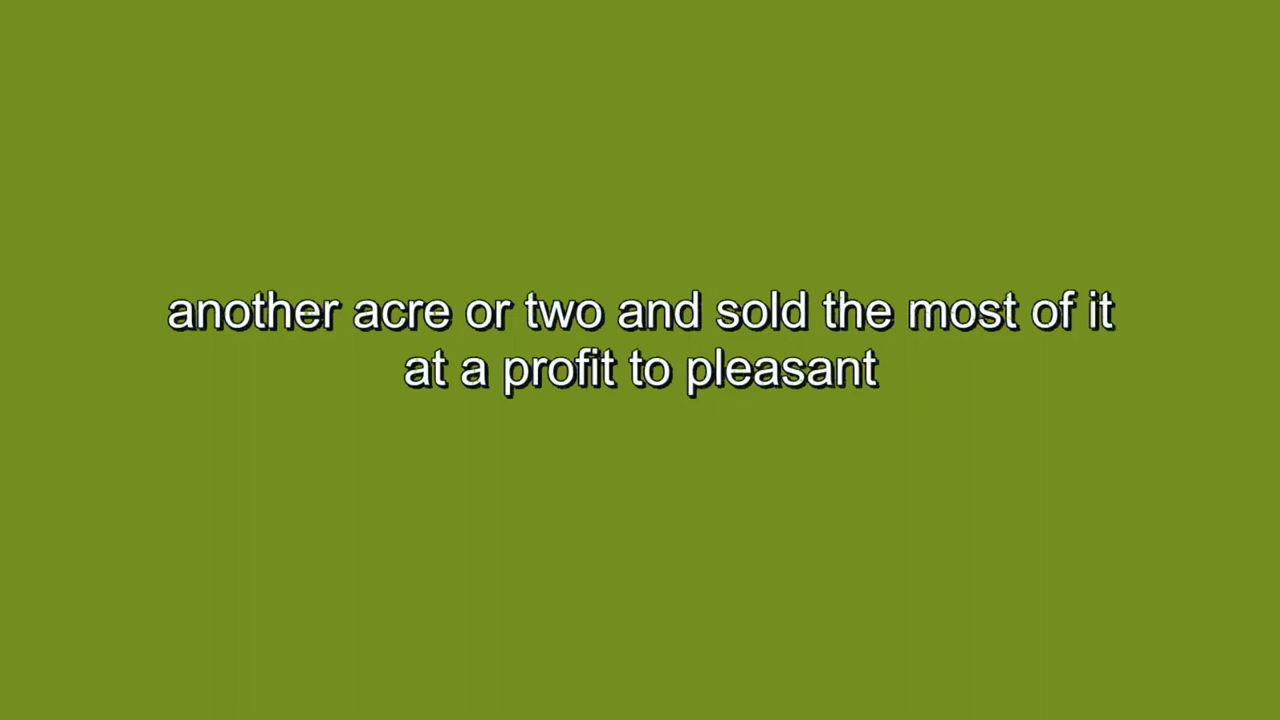 another acre or two and sold the most of it
at a profit to pleasant